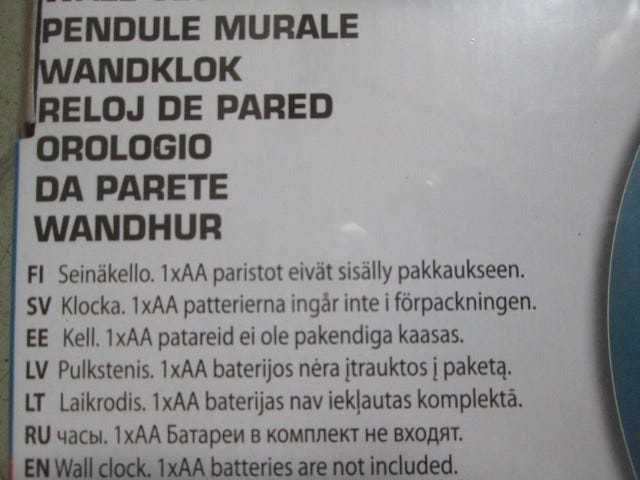 PENDULE MURALE
WANDKLOK
RELOJ DE PARED
OROLOGIO
DA PARETE
WANDHUR
FI Seinäkello. 1xAA paristot eivät sisälly pakkaukseen.
SV Klocka. 1xAA patterierna ingår inte i förpackningen.
EE Kell. 1xAA patareid ei ole pakendiga kaasas.
LV Pulkstenis. 1xAA baterijos nėra įtrauktos į paketą.
LT Laikrodis. 1xAA baterijas nav iekļautas komplektā.
RU часы. 1xAA Батареи в комплект не входят.
EN Wall clock. 1xAA batteries are not included.